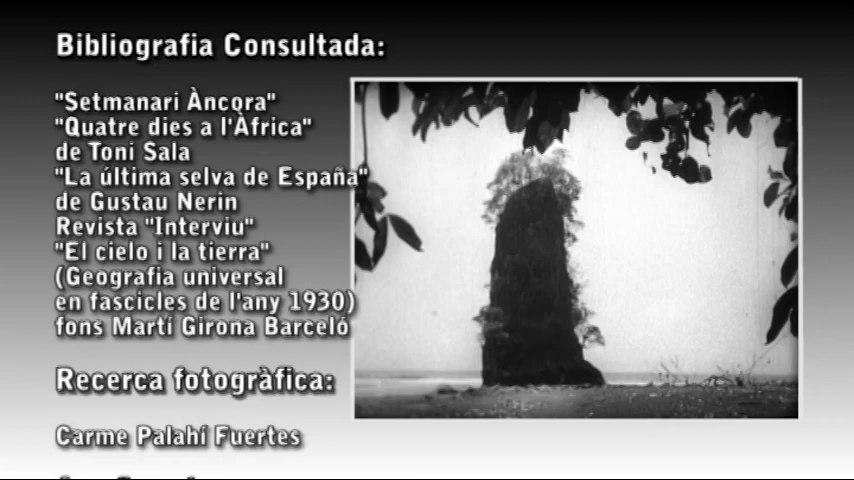 Bibliografia Consultada:
"Setmanari Àncora"
"Quatre dies a l'Àfrica"
de Toni Sala
"La última selva de España"
de Gustau Nerin
Revista "Interviu"
"El cielo i la tierra"
(Geografia universal
en fascicles de l'any 1930)
fons Martí Girona Barceló
Recerca fotogràfica:
Carme Palahí Fuertes